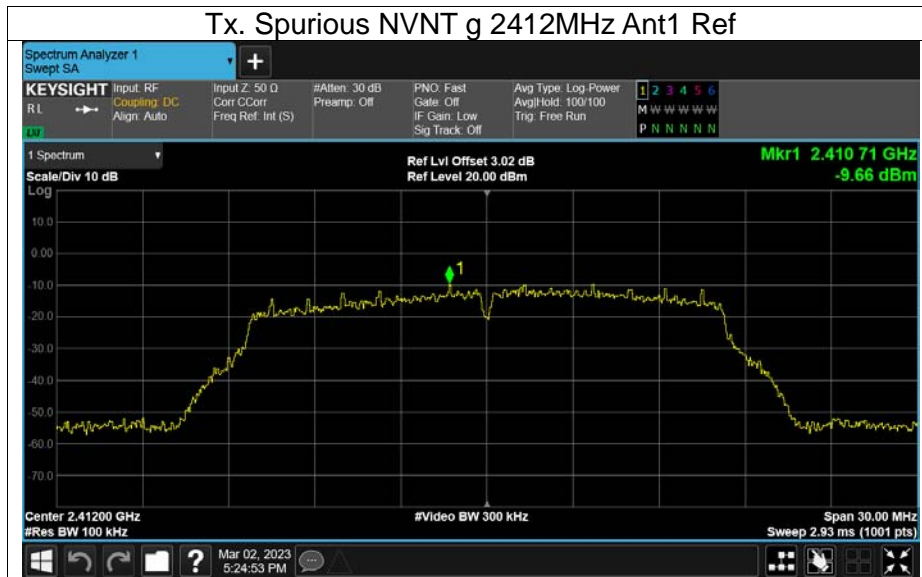 Tx. Spurious NVNT g 2412MHz Ant1 Ref
Spectrum Analyzer 1
Swept SA
+
KEYSIGHT
RL
Input: RF
Coupling: DC
Align: Auto
Input Z: 50 Ω
Corr CCorr
Freq Ref: Int (S)
#Atten: 30 dB
Preamp: Off
PNO: Fast
Gate: Off
IF Gain: Low
Sig Track: Off
Avg Type: Log-Power
Avg|Hold: 100/100
Trig: Free Run
1 2 3 4 5 6
M W W W W W
P N N N N N
1 Spectrum
Scale/Div 10 dB
Ref Lvl Offset 3.02 dB
Ref Level 20.00 dBm
Mkr1 2.410 71 GHz
-9.66 dBm
Log
10.0
0.00
-10.0
-20.0
-30.0
-40.0
-50.0
-60.0
-70.0
1
Center 2.41200 GHz
#Res BW 100 kHz
#Video BW 300 kHz
Span 30.00 MHz
Sweep 2.93 ms (1001 pts)
?
Mar 02, 2023
5:24:53 PM